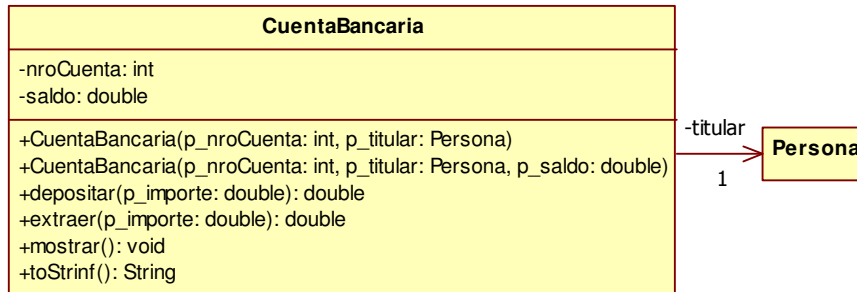 CuentaBancaria
-nroCuenta: int
-saldo: double
+CuentaBancaria(p_nroCuenta: int, p_titular: Persona)
+CuentaBancaria(p_nroCuenta: int, p_titular: Persona, p_saldo: double)
+depositar(p_importe: double): double
+extraer(p_importe: double): double
+mostrar(): void
+toStrinf(): String
-titular
1
Persona